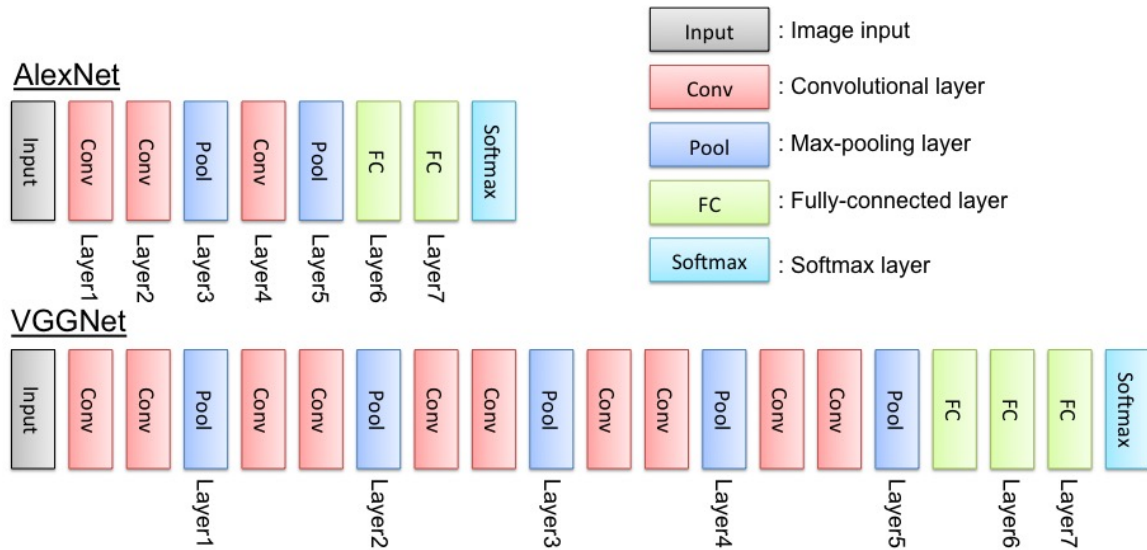 Input : Image input
Conv : Convolutional layer
Pool : Max-pooling layer
FC : Fully-connected layer
Softmax : Softmax layer
AlexNet
Input Conv Conv Pool Conv Pool FC FC Softmax
Layer1 Layer2 Layer3 Layer4 Layer5 Layer6 Layer7
VGGNet
Input Conv Conv Pool Conv Conv Pool Conv Conv Pool Conv Conv Pool Conv Conv Pool FC FC FC Softmax
Layer1 Layer2 Layer3 Layer4 Layer5 Layer6 Layer7